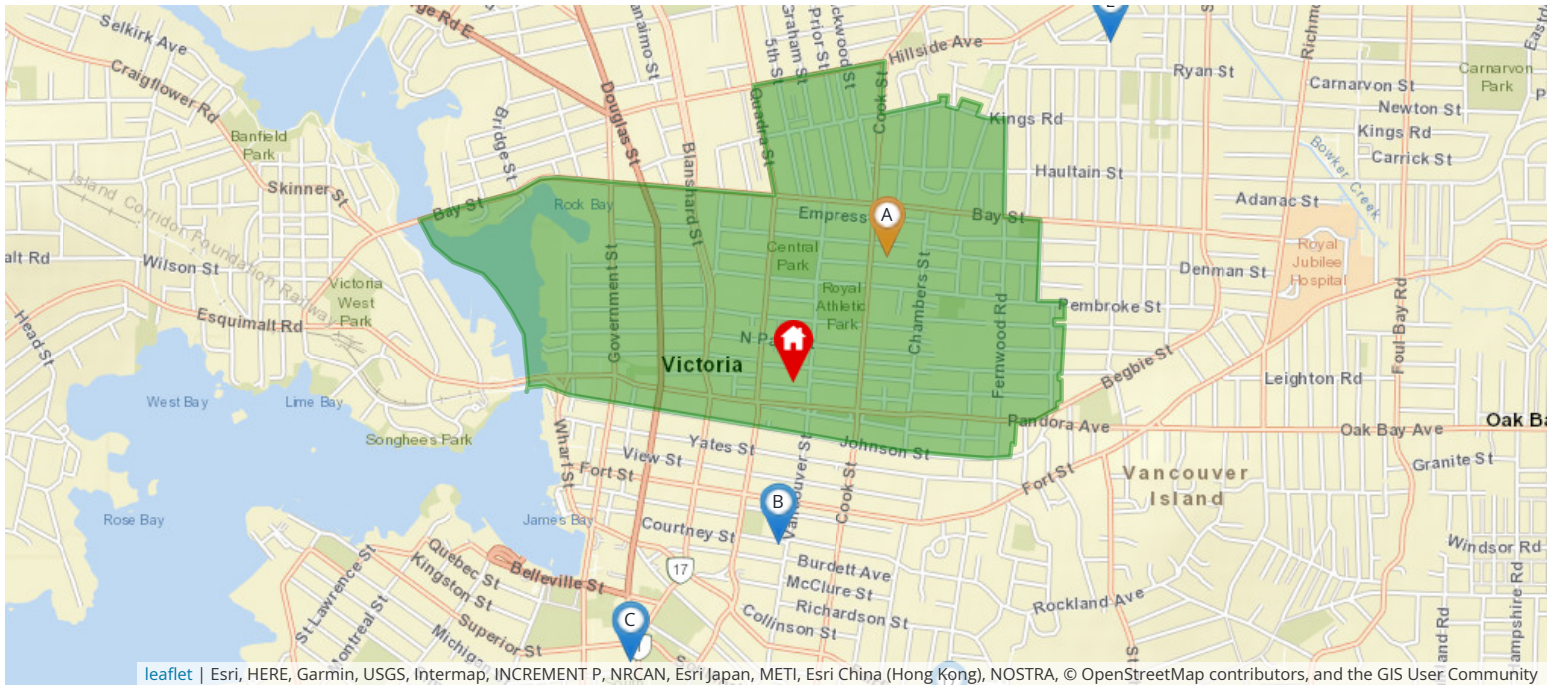 Selkirk Ave
Craigflower Rd
Banfield
Park
Skinner St
Bridge St
Douglas St
Blanshard St
5th St
Graham St
Prior St
Quadra St
Cook St
Hillside Ave
Ryan St
Carnarvon St
Carnarvon
Park
Newton St
Kings Rd
Kings Rd
Carrick St
Bowker Creek
Haultain St
Adanac St
Island Corridor Foundation Railway
Bay St
Rock Bay
Empress
A
Bay St
Royal
Jubilee
Hospital
alt Rd
Wilson St
Victoria
West
Park
Esquimalt Rd
Head St
Government St
Central
Park
Royal
Athletic
Park
Chambers St
Fernwood Rd
Denman St
Pembroke St
Foul Bay Rd
N Pa
Victoria
Begbie St
Leighton Rd
West Bay
Lime Bay
Songhees Park
Wharf St
Pandora Ave
Oak Bay Ave
Oak Ba
Yates St
Johnson St
View St
Fort St
Vancouver St
Cook St
Fort St
Vancouver
Island
Granite St
Rose Bay
James Bay
B
Courtney St
Windsor Rd
Quebec St
Kingston St
Belleville St
17
Burdett Ave
McClure St
Richardson St
Collinson St
Rockland Ave
St Lawrence St
Montreal St
Superior St
Michigan
C
Hampshire Rd
leaflet | Esri, HERE, Garmin, USGS, Intermap, INCREMENT P, NRCAN, Esri Japan, METI, Esri China (Hong Kong), NOSTRA, © OpenStreetMap contributors, and the GIS User Community